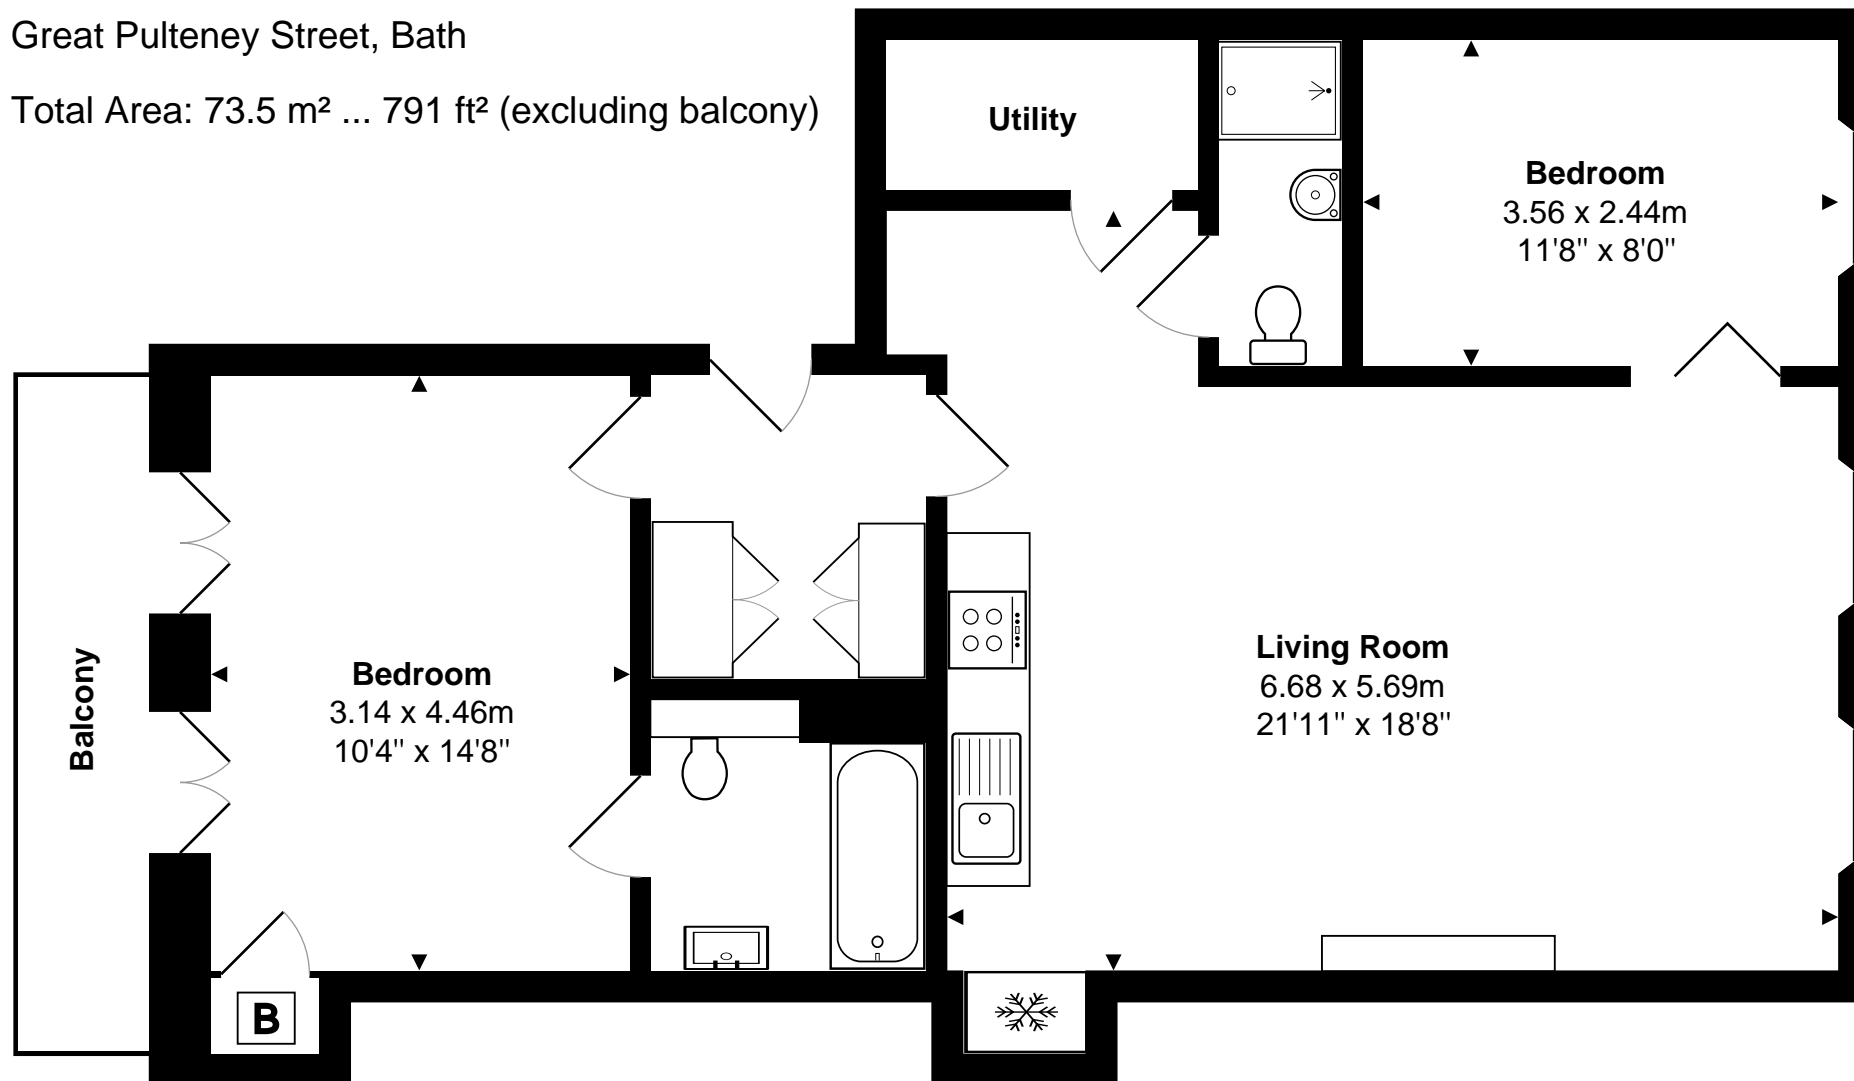 Great Pulteney Street, Bath
Total Area: 73.5 m² ... 791 ft² (excluding balcony)
Utility
Bedroom
3.56 x 2.44m
11'8" x 8'0"
Balcony
Bedroom
3.14 x 4.46m
10'4" x 14'8"
Living Room
6.68 x 5.69m
21'11" x 18'8"
B